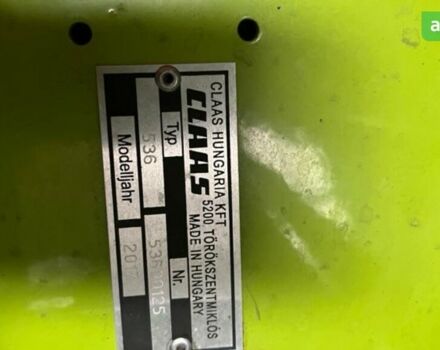 CLAAS HUNGARIA KFT
5200 TÖRÖKSZENTMIKLÓS
MADE IN HUNGARY
CLAAS
Typ
Nr.
536
Modelljahr